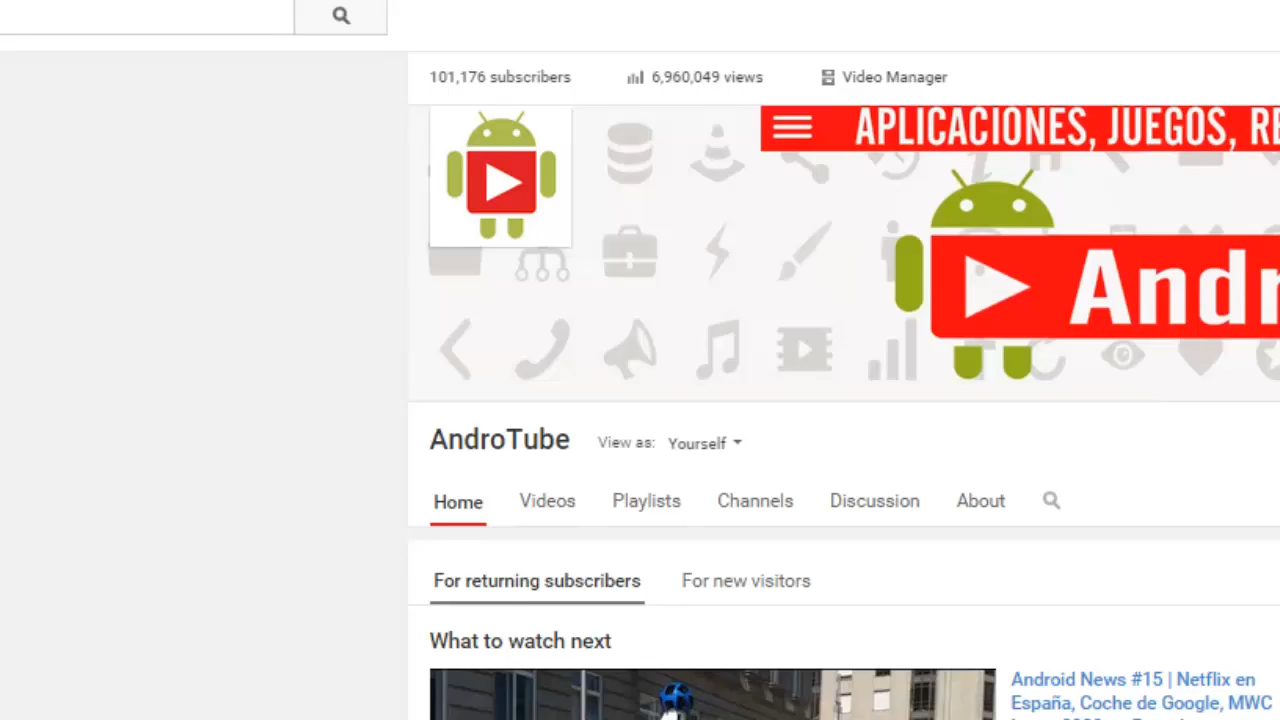 101,176 subscribers 6,960,049 views Video Manager
APLICACIONES, JUEGOS,
AndroTube View as: Yourself
Home Videos Playlists Channels Discussion About
For returning subscribers For new visitors
What to watch next
Android News #15 | Netflix en
España, Coche de Google, MWC